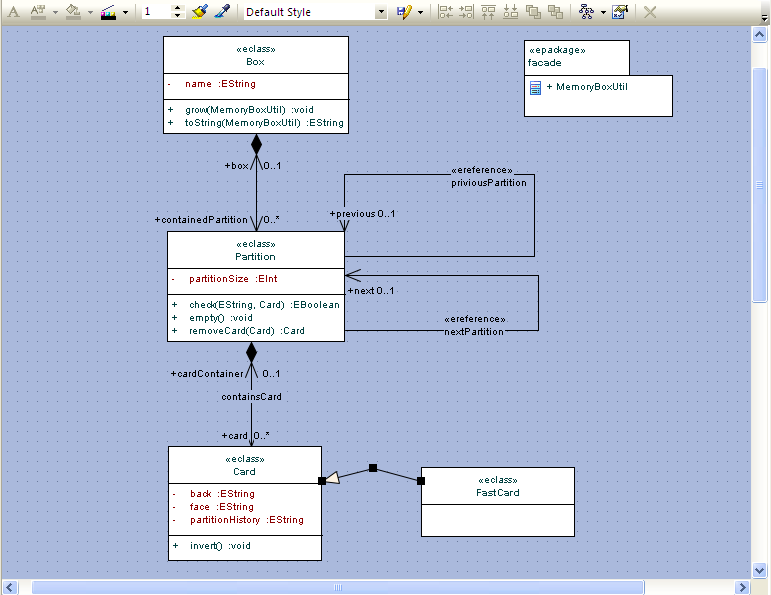 1
Default Style
«eclass»
Box
- name :EString
+ grow(MemoryBoxUtil) :void
+ toString(MemoryBoxUtil) :EString
«epackage»
facade
+ MemoryBoxUtil
+box 0..1
+containedPartition 0..*
«ereference»
priviousPartition
+previous 0..1
«eclass»
Partition
- partitionSize :EInt
+ check(EString, Card) :EBoolean
+ empty() :void
+ removeCard(Card) :Card
+next 0..1
«ereference»
nextPartition
+cardContainer 0..1
containsCard
+card 0..*
«eclass»
Card
- back :EString
- face :EString
- partitionHistory :EString
+ invert() :void
«eclass»
FastCard